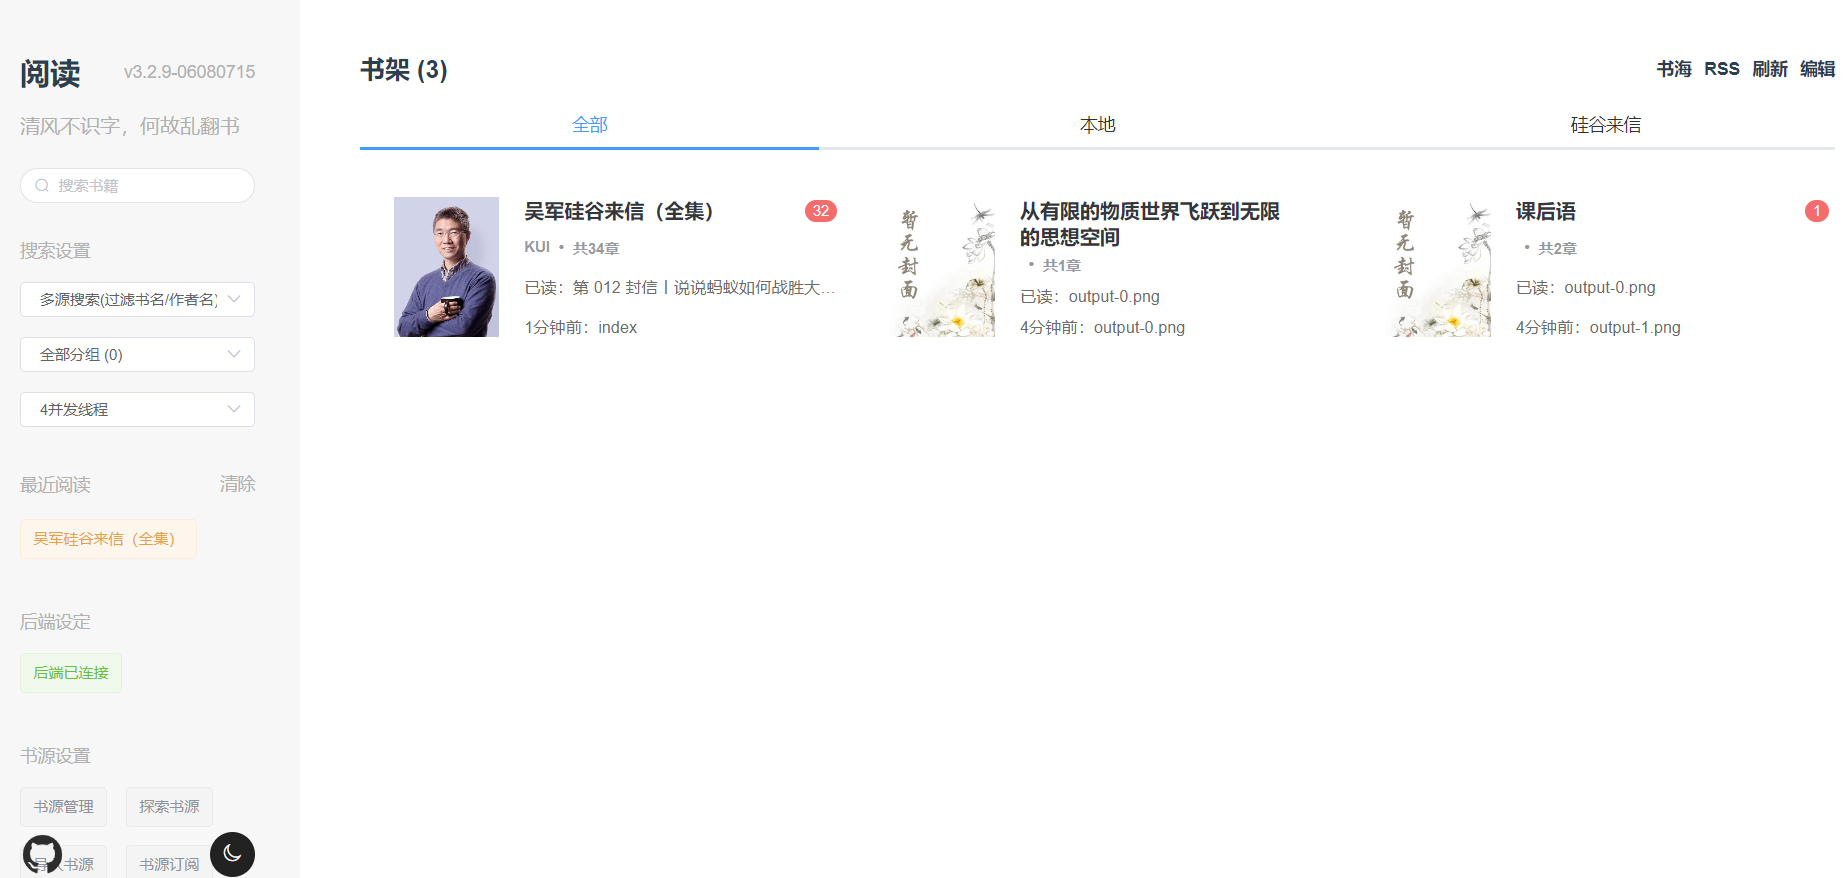 阅读
v3.2.9-06080715
清风不识字，何故乱翻书
搜索书籍
搜索设置
多源搜索(过滤书名/作者名)
全部分组 (0)
4并发线程
最近阅读
清除
吴军硅谷来信（全集）
后端设定
后端已连接
书源设置
书源管理
探索书源
书源
书源订阅
书架 (3)
书海
RSS
刷新
编辑
全部
本地
硅谷来信
吴军硅谷来信（全集）
32
KUI • 共34章
已读：第 012 封信丨说说蚂蚁如何战胜大…
1分钟前：index
暂无封面
从有限的物质世界飞跃到无限
的思想空间
• 共1章
已读：output-0.png
4分钟前：output-0.png
暂无封面
课后语
1
• 共2章
已读：output-0.png
4分钟前：output-1.png